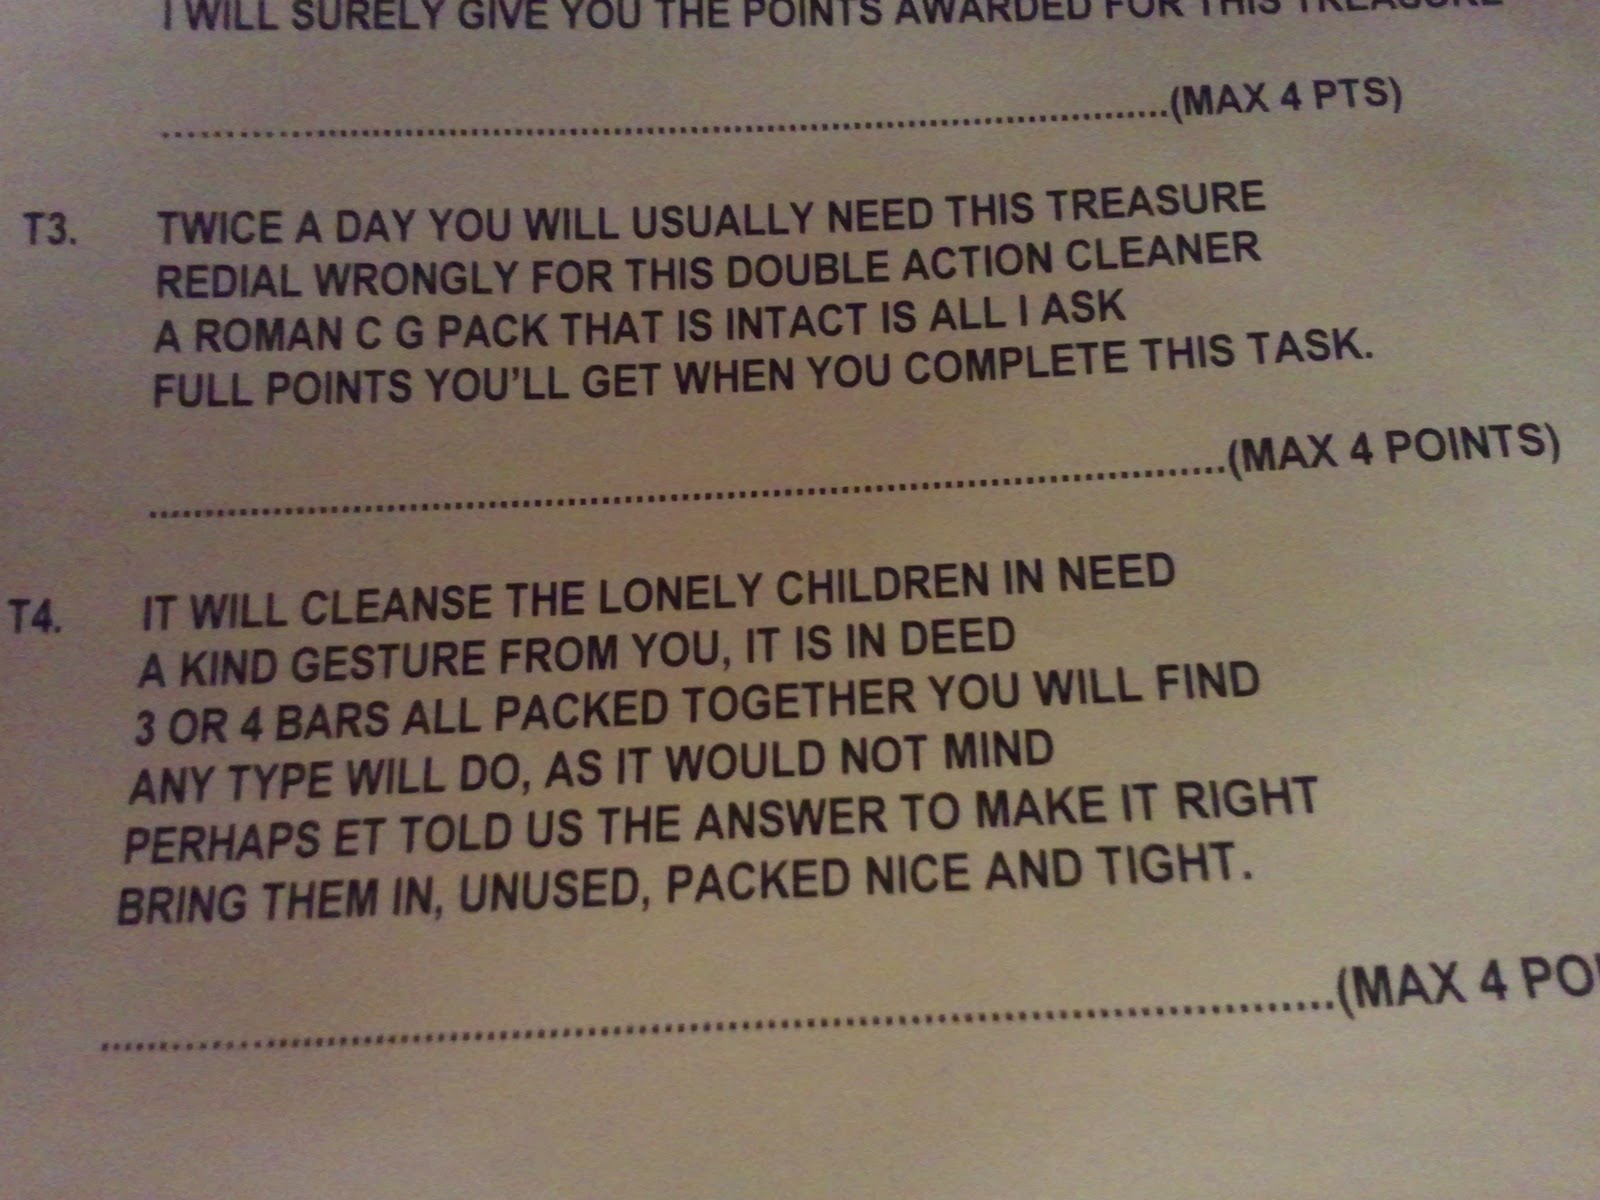 I WILL SURELY GIVE YOU THE POINTS AWARDED FOR THIS TREASURE
....................(MAX 4 PTS)
T3. TWICE A DAY YOU WILL USUALLY NEED THIS TREASURE
REDIAL WRONGLY FOR THIS DOUBLE ACTION CLEANER
A ROMAN C G PACK THAT IS INTACT IS ALL I ASK
FULL POINTS YOU'LL GET WHEN YOU COMPLETE THIS TASK.
....................(MAX 4 POINTS)
T4. IT WILL CLEANSE THE LONELY CHILDREN IN NEED
A KIND GESTURE FROM YOU, IT IS IN DEED
3 OR 4 BARS ALL PACKED TOGETHER YOU WILL FIND
ANY TYPE WILL DO, AS IT WOULD NOT MIND
PERHAPS ET TOLD US THE ANSWER TO MAKE IT RIGHT
BRING THEM IN, UNUSED, PACKED NICE AND TIGHT.
....................(MAX 4 PO